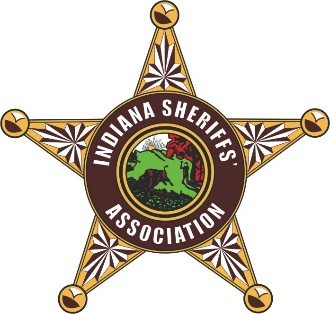 INDIANA SHERIFFS'
ASSOCIATION